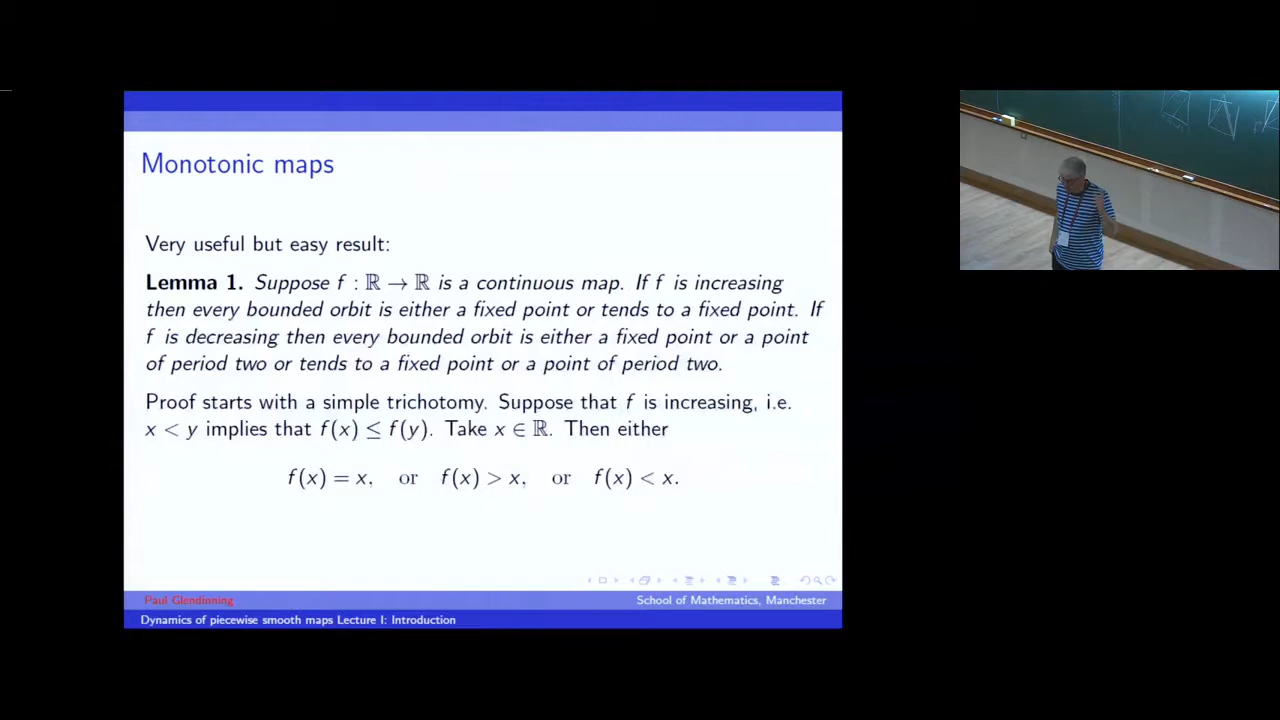 Monotonic maps
Very useful but easy result:
Lemma 1. Suppose f : ℝ → ℝ is a continuous map. If f is increasing
then every bounded orbit is either a fixed point or tends to a fixed point. If
f is decreasing then every bounded orbit is either a fixed point or a point
of period two or tends to a fixed point or a point of period two.
Proof starts with a simple trichotomy. Suppose that f is increasing, i.e.
x < y implies that f(x) ≤ f(y). Take x ∈ ℝ. Then either
f(x) = x, or f(x) > x, or f(x) < x.
Paul Glendinning School of Mathematics, Manchester
Dynamics of piecewise smooth maps Lecture I: Introduction